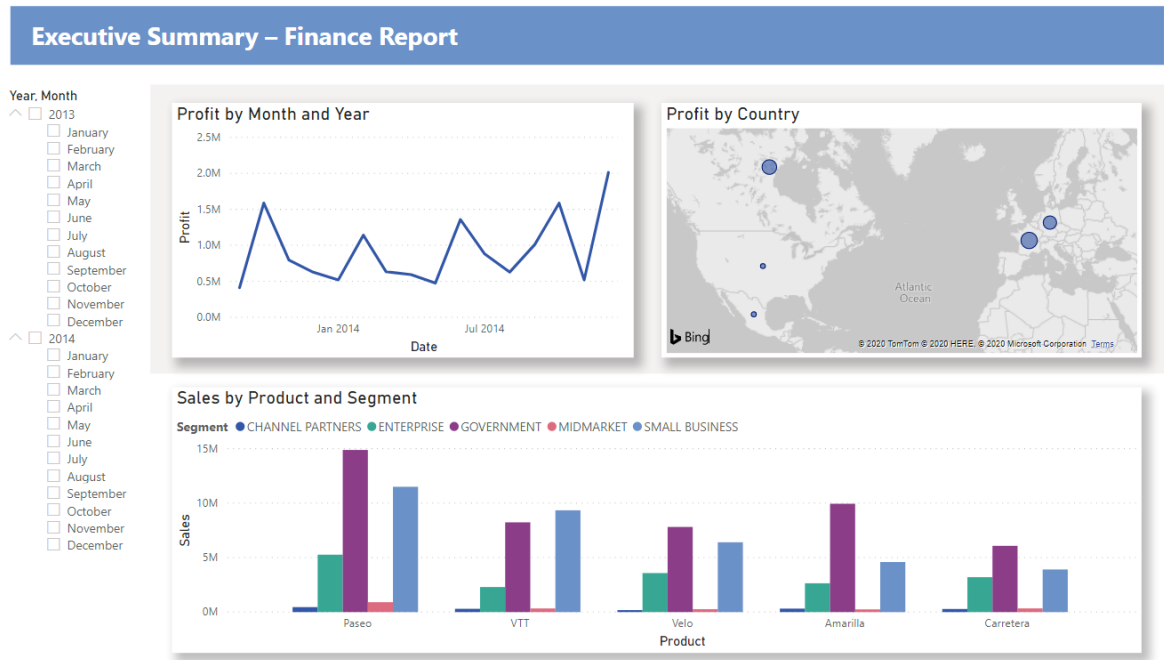 Executive Summary – Finance Report
Year, Month
2013
January
February
March
April
May
June
July
August
September
October
November
December
2014
January
February
March
April
May
June
July
August
September
October
November
December
Profit by Month and Year
2.5M
2.0M
1.5M
1.0M
0.5M
0.0M
Profit
Jan 2014 Jul 2014
Date
Profit by Country
Atlantic
Ocean
Bing
© 2020 TomTom © 2020 HERE, © 2020 Microsoft Corporation Terms
Sales by Product and Segment
Segment CHANNEL PARTNERS ENTERPRISE GOVERNMENT MIDMARKET SMALL BUSINESS
15M
10M
5M
0M
Sales
Paseo VTT Velo Amarilla Carretera
Product